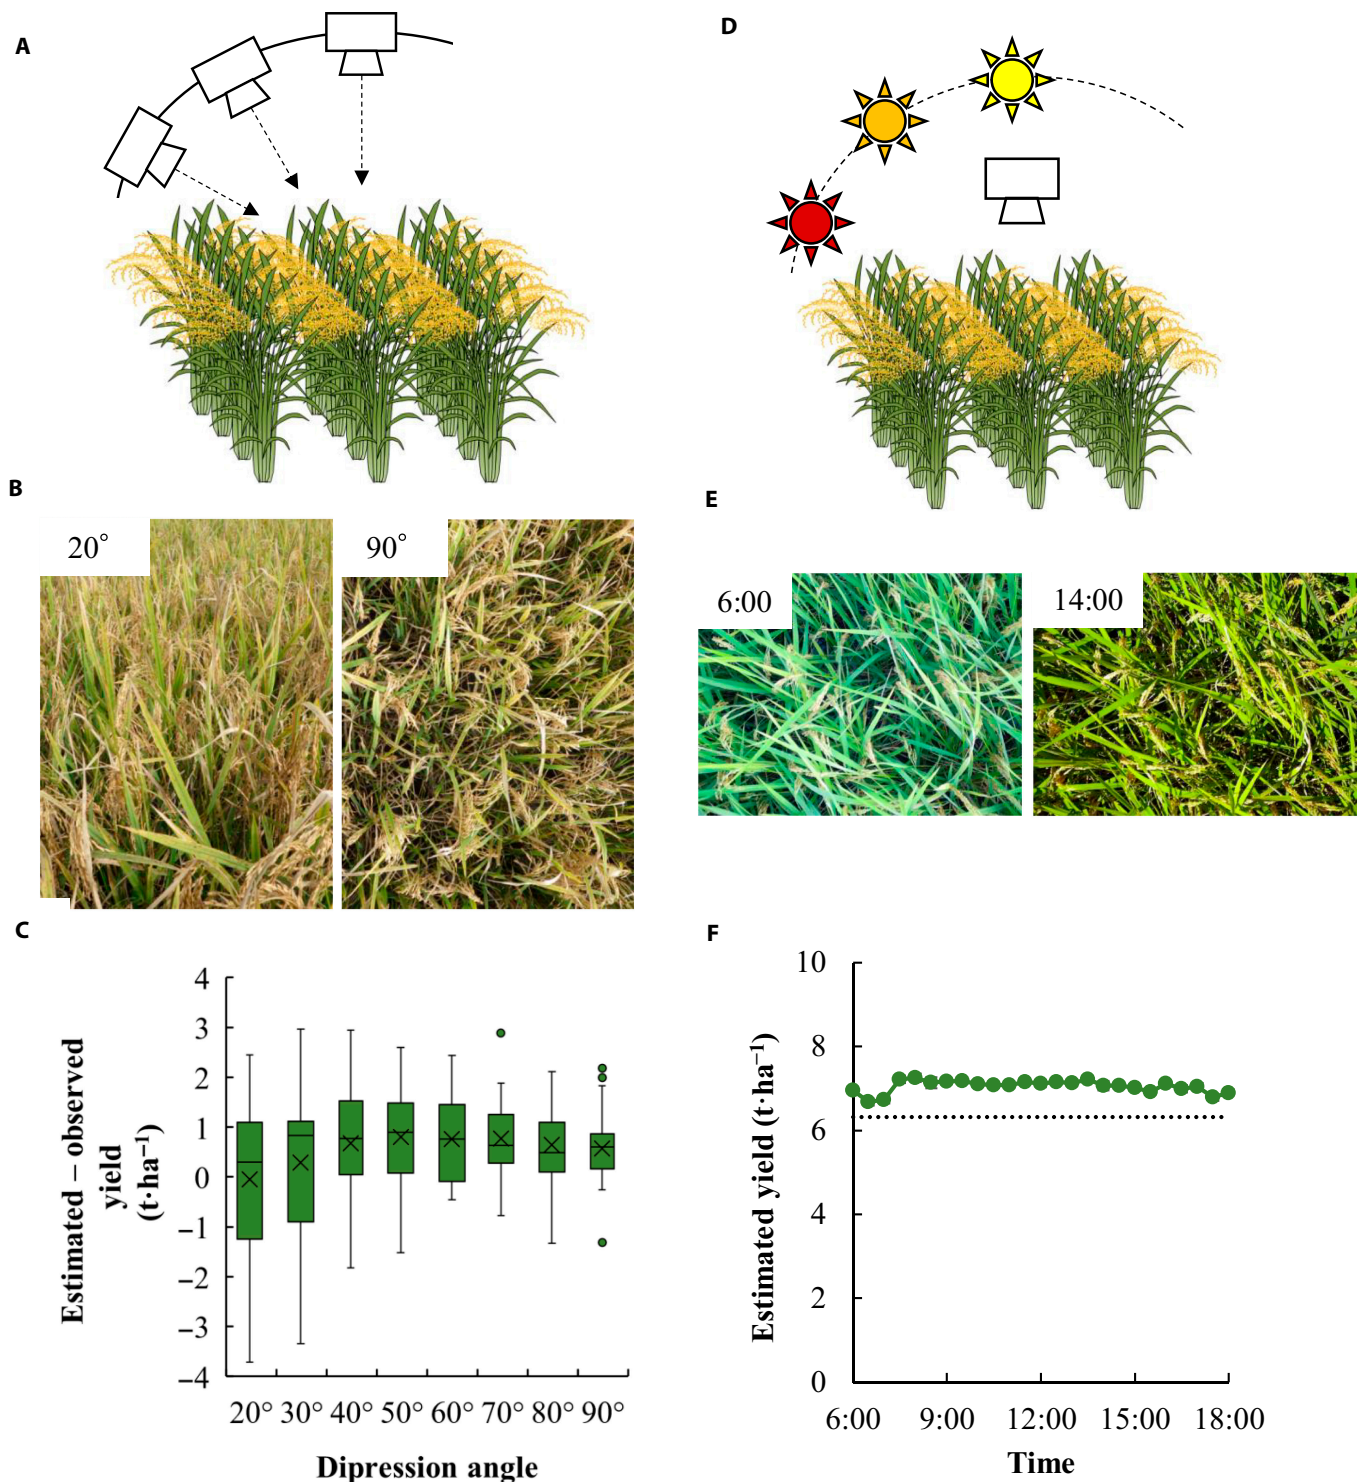 A
D
B
20°
90°
E
6:00
14:00
C
Estimated – observed
yield
(t·ha⁻¹)
4
3
2
1
0
−1
−2
−3
−4
20° 30° 40° 50° 60° 70° 80° 90°
Dipression angle
F
Estimated yield (t·ha⁻¹)
10
8
6
4
2
0
6:00 9:00 12:00 15:00 18:00
Time